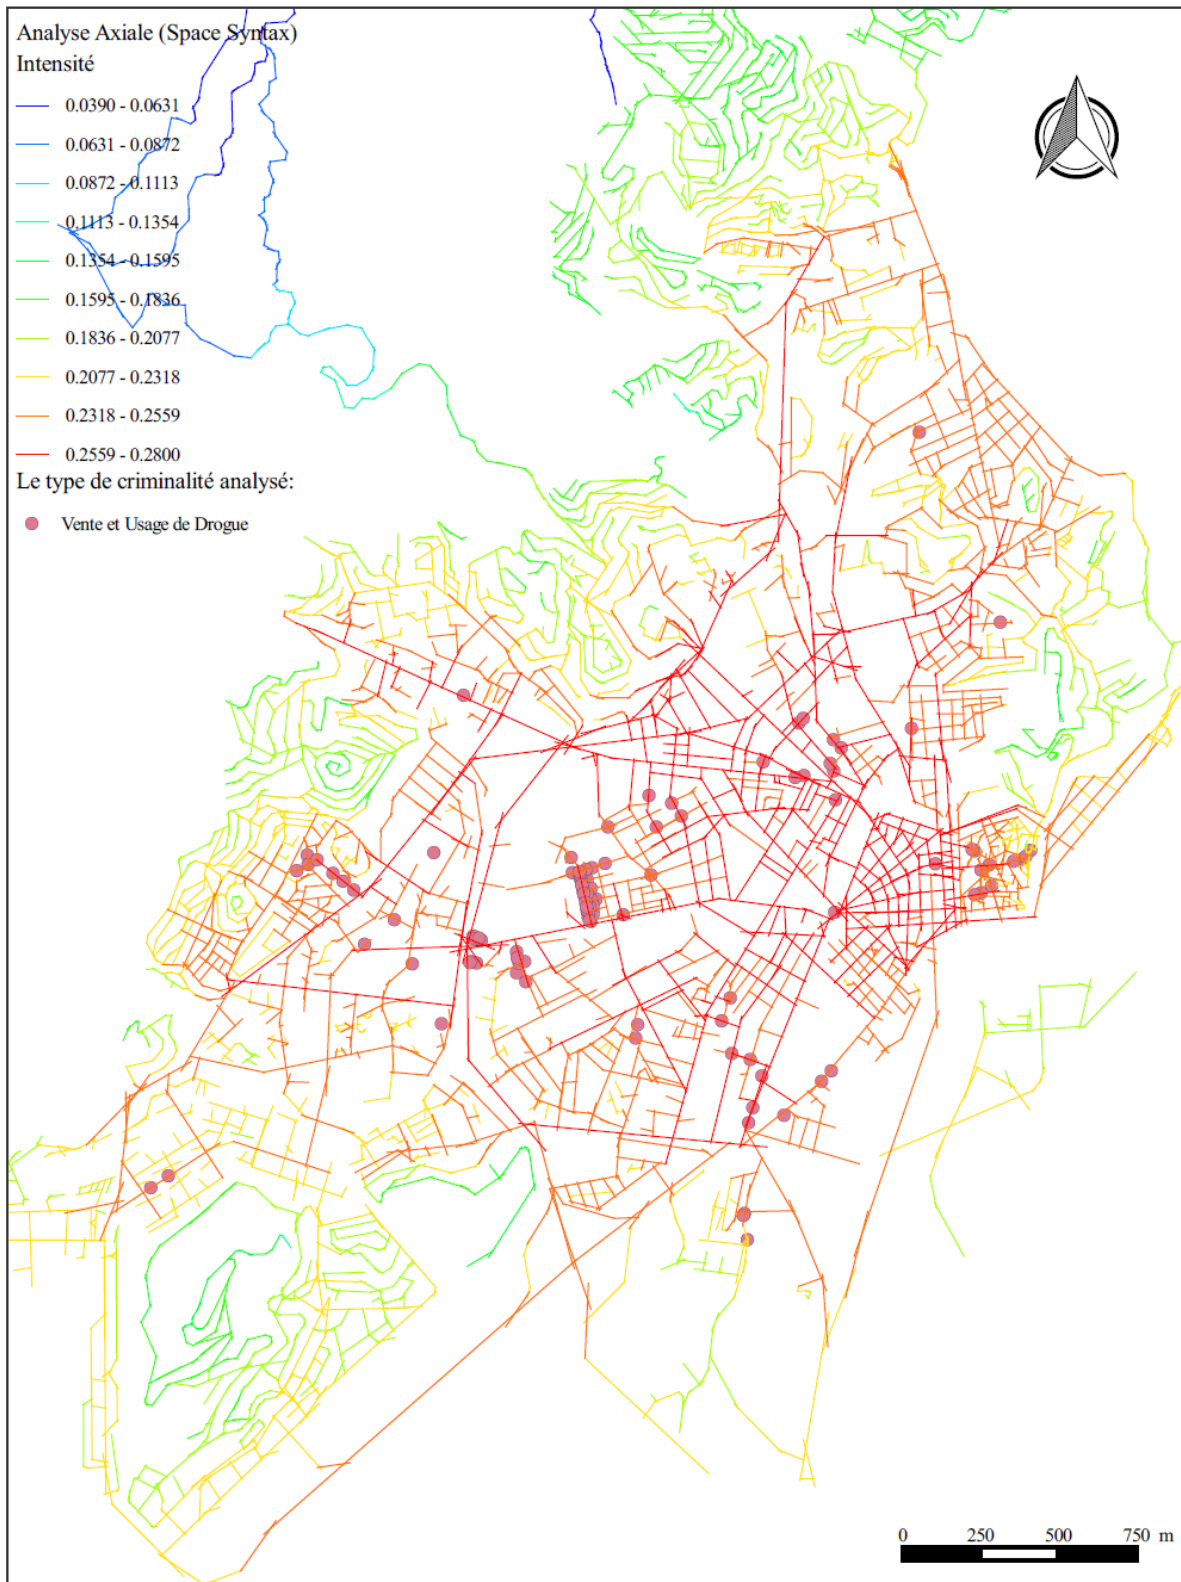 Analyse Axiale (Space Syntax)
Intensité
0.0390 - 0.0631
0.0631 - 0.0872
0.0872 - 0.1113
0.1113 - 0.1354
0.1354 - 0.1595
0.1595 - 0.1836
0.1836 - 0.2077
0.2077 - 0.2318
0.2318 - 0.2559
0.2559 - 0.2800
Le type de criminalité analysé:
Vente et Usage de Drogue
0 250 500 750 m